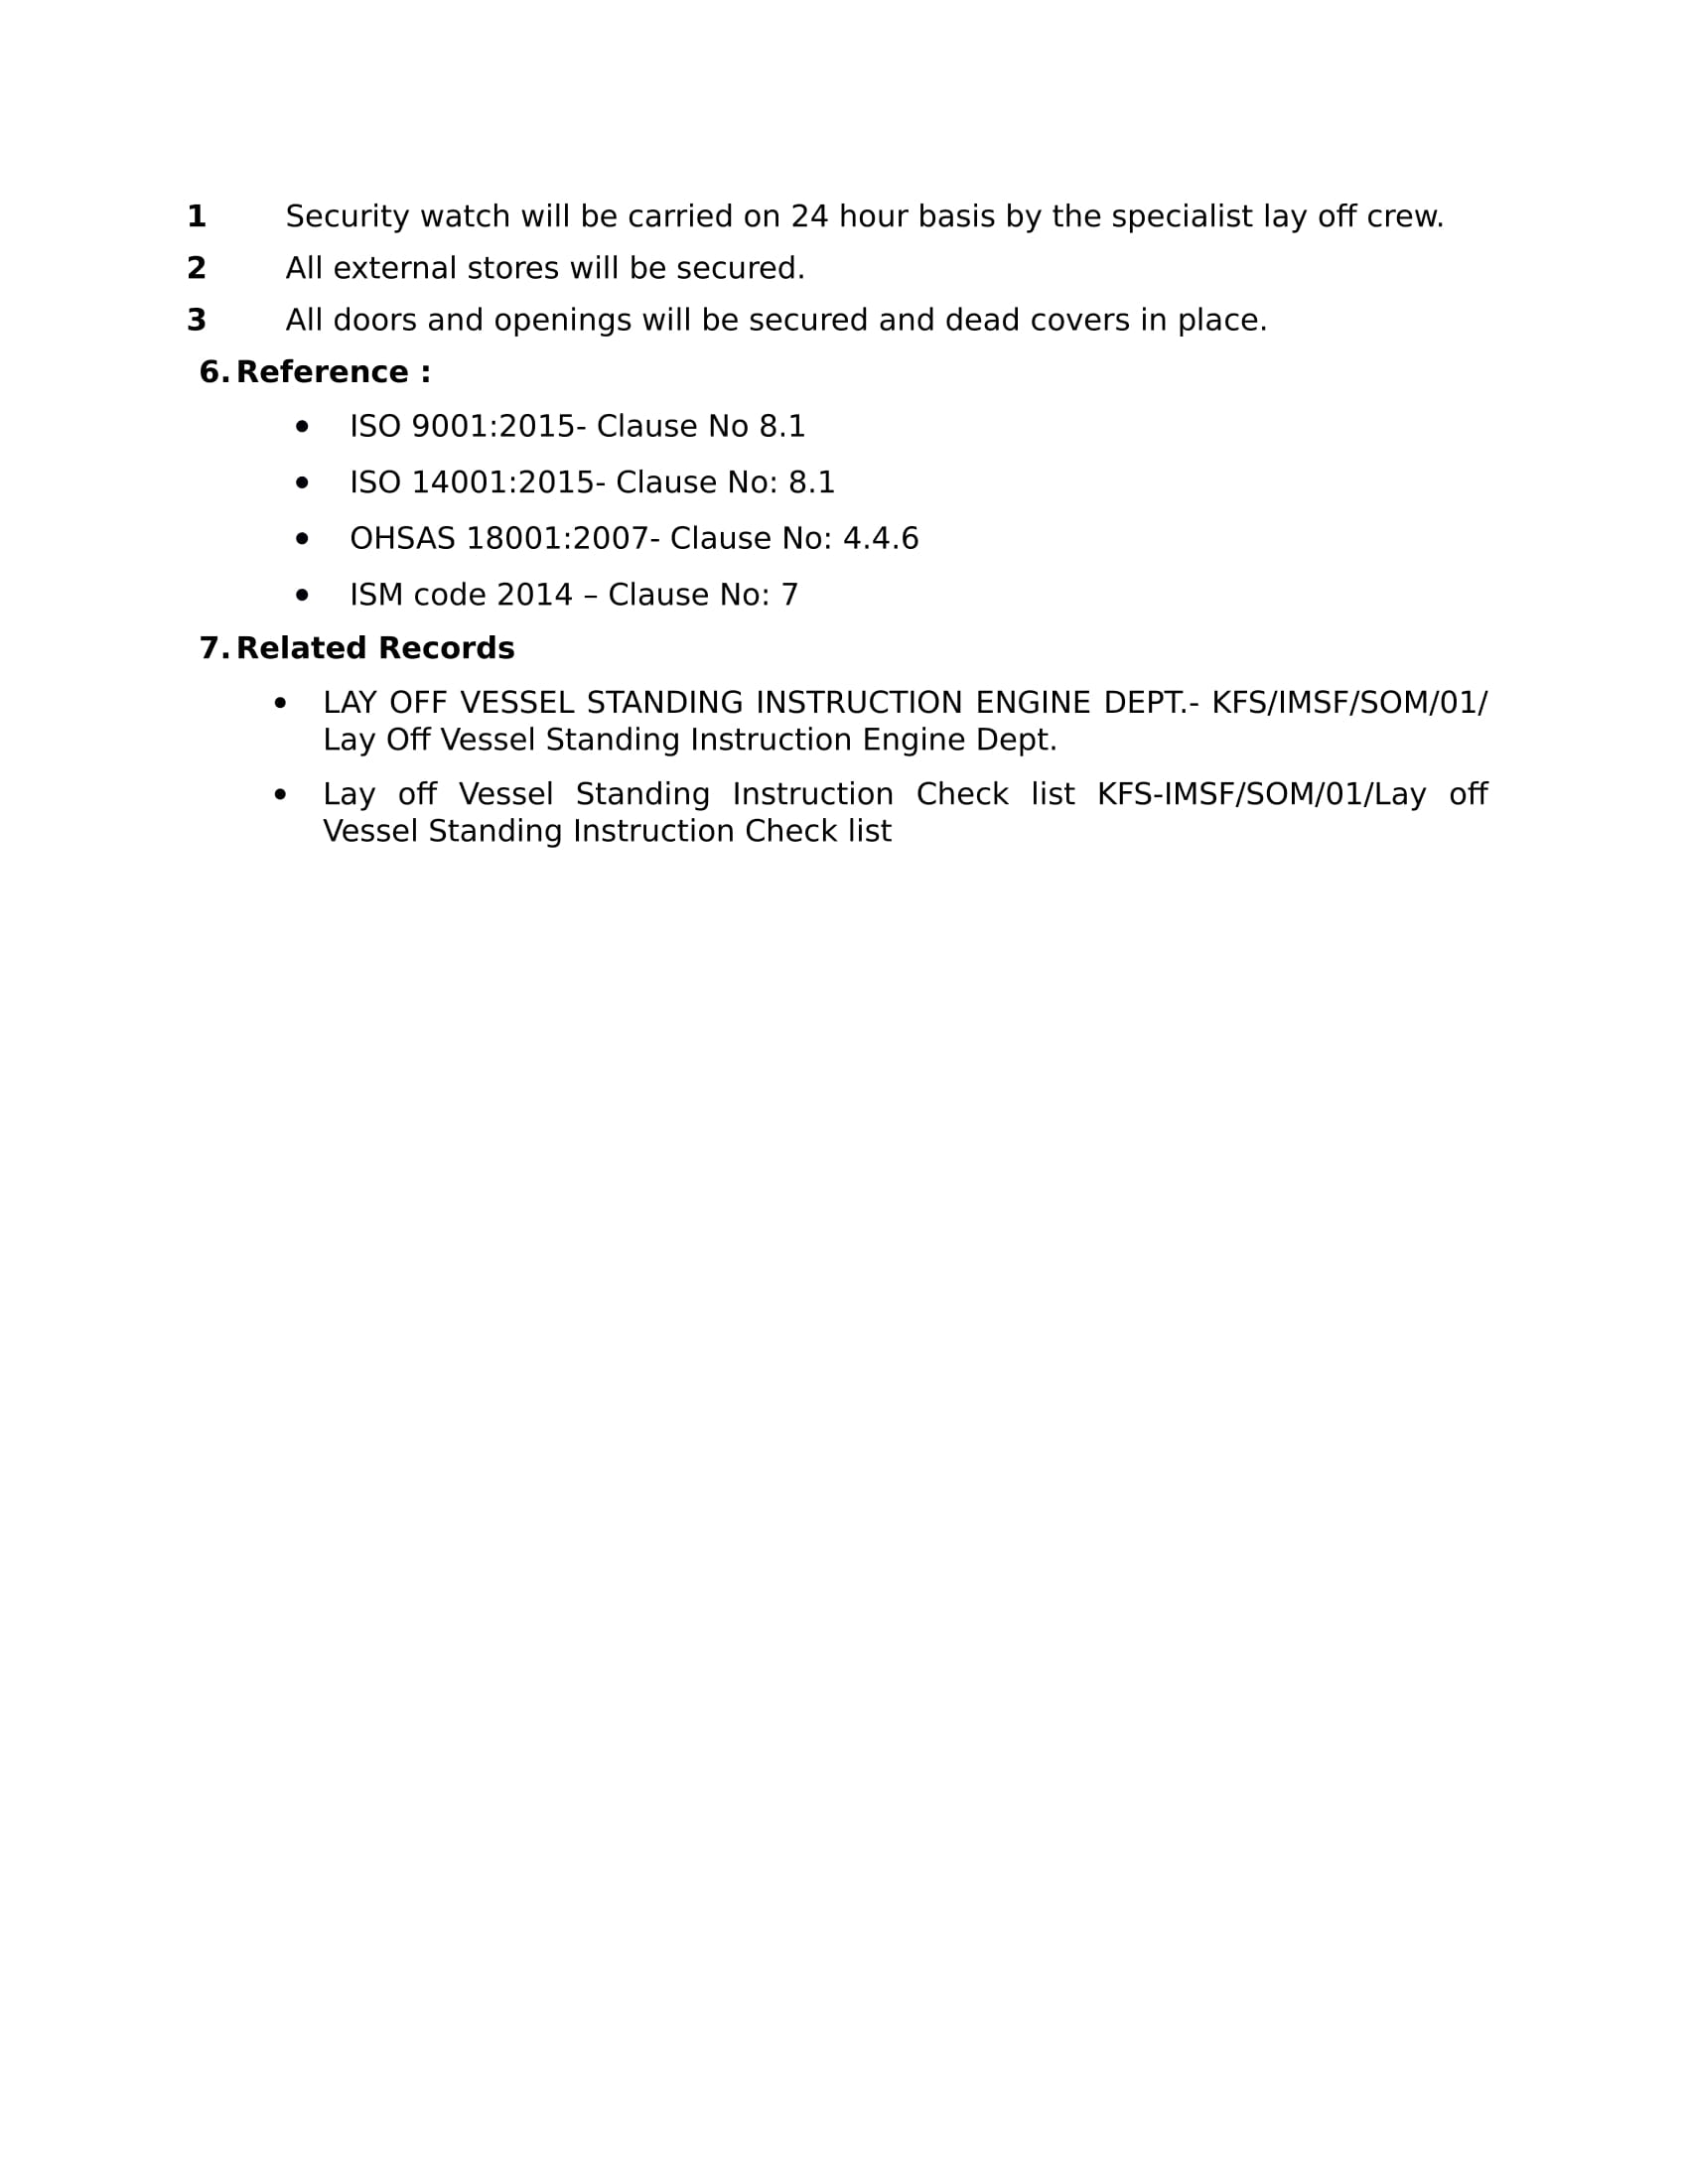 1 Security watch will be carried on 24 hour basis by the specialist lay off crew.
2 All external stores will be secured.
3 All doors and openings will be secured and dead covers in place.
6. Reference :
• ISO 9001:2015- Clause No 8.1
• ISO 14001:2015- Clause No: 8.1
• OHSAS 18001:2007- Clause No: 4.4.6
• ISM code 2014 – Clause No: 7
7. Related Records
• LAY OFF VESSEL STANDING INSTRUCTION ENGINE DEPT.- KFS/IMSF/SOM/01/
Lay Off Vessel Standing Instruction Engine Dept.
• Lay off Vessel Standing Instruction Check list KFS-IMSF/SOM/01/Lay off
Vessel Standing Instruction Check list